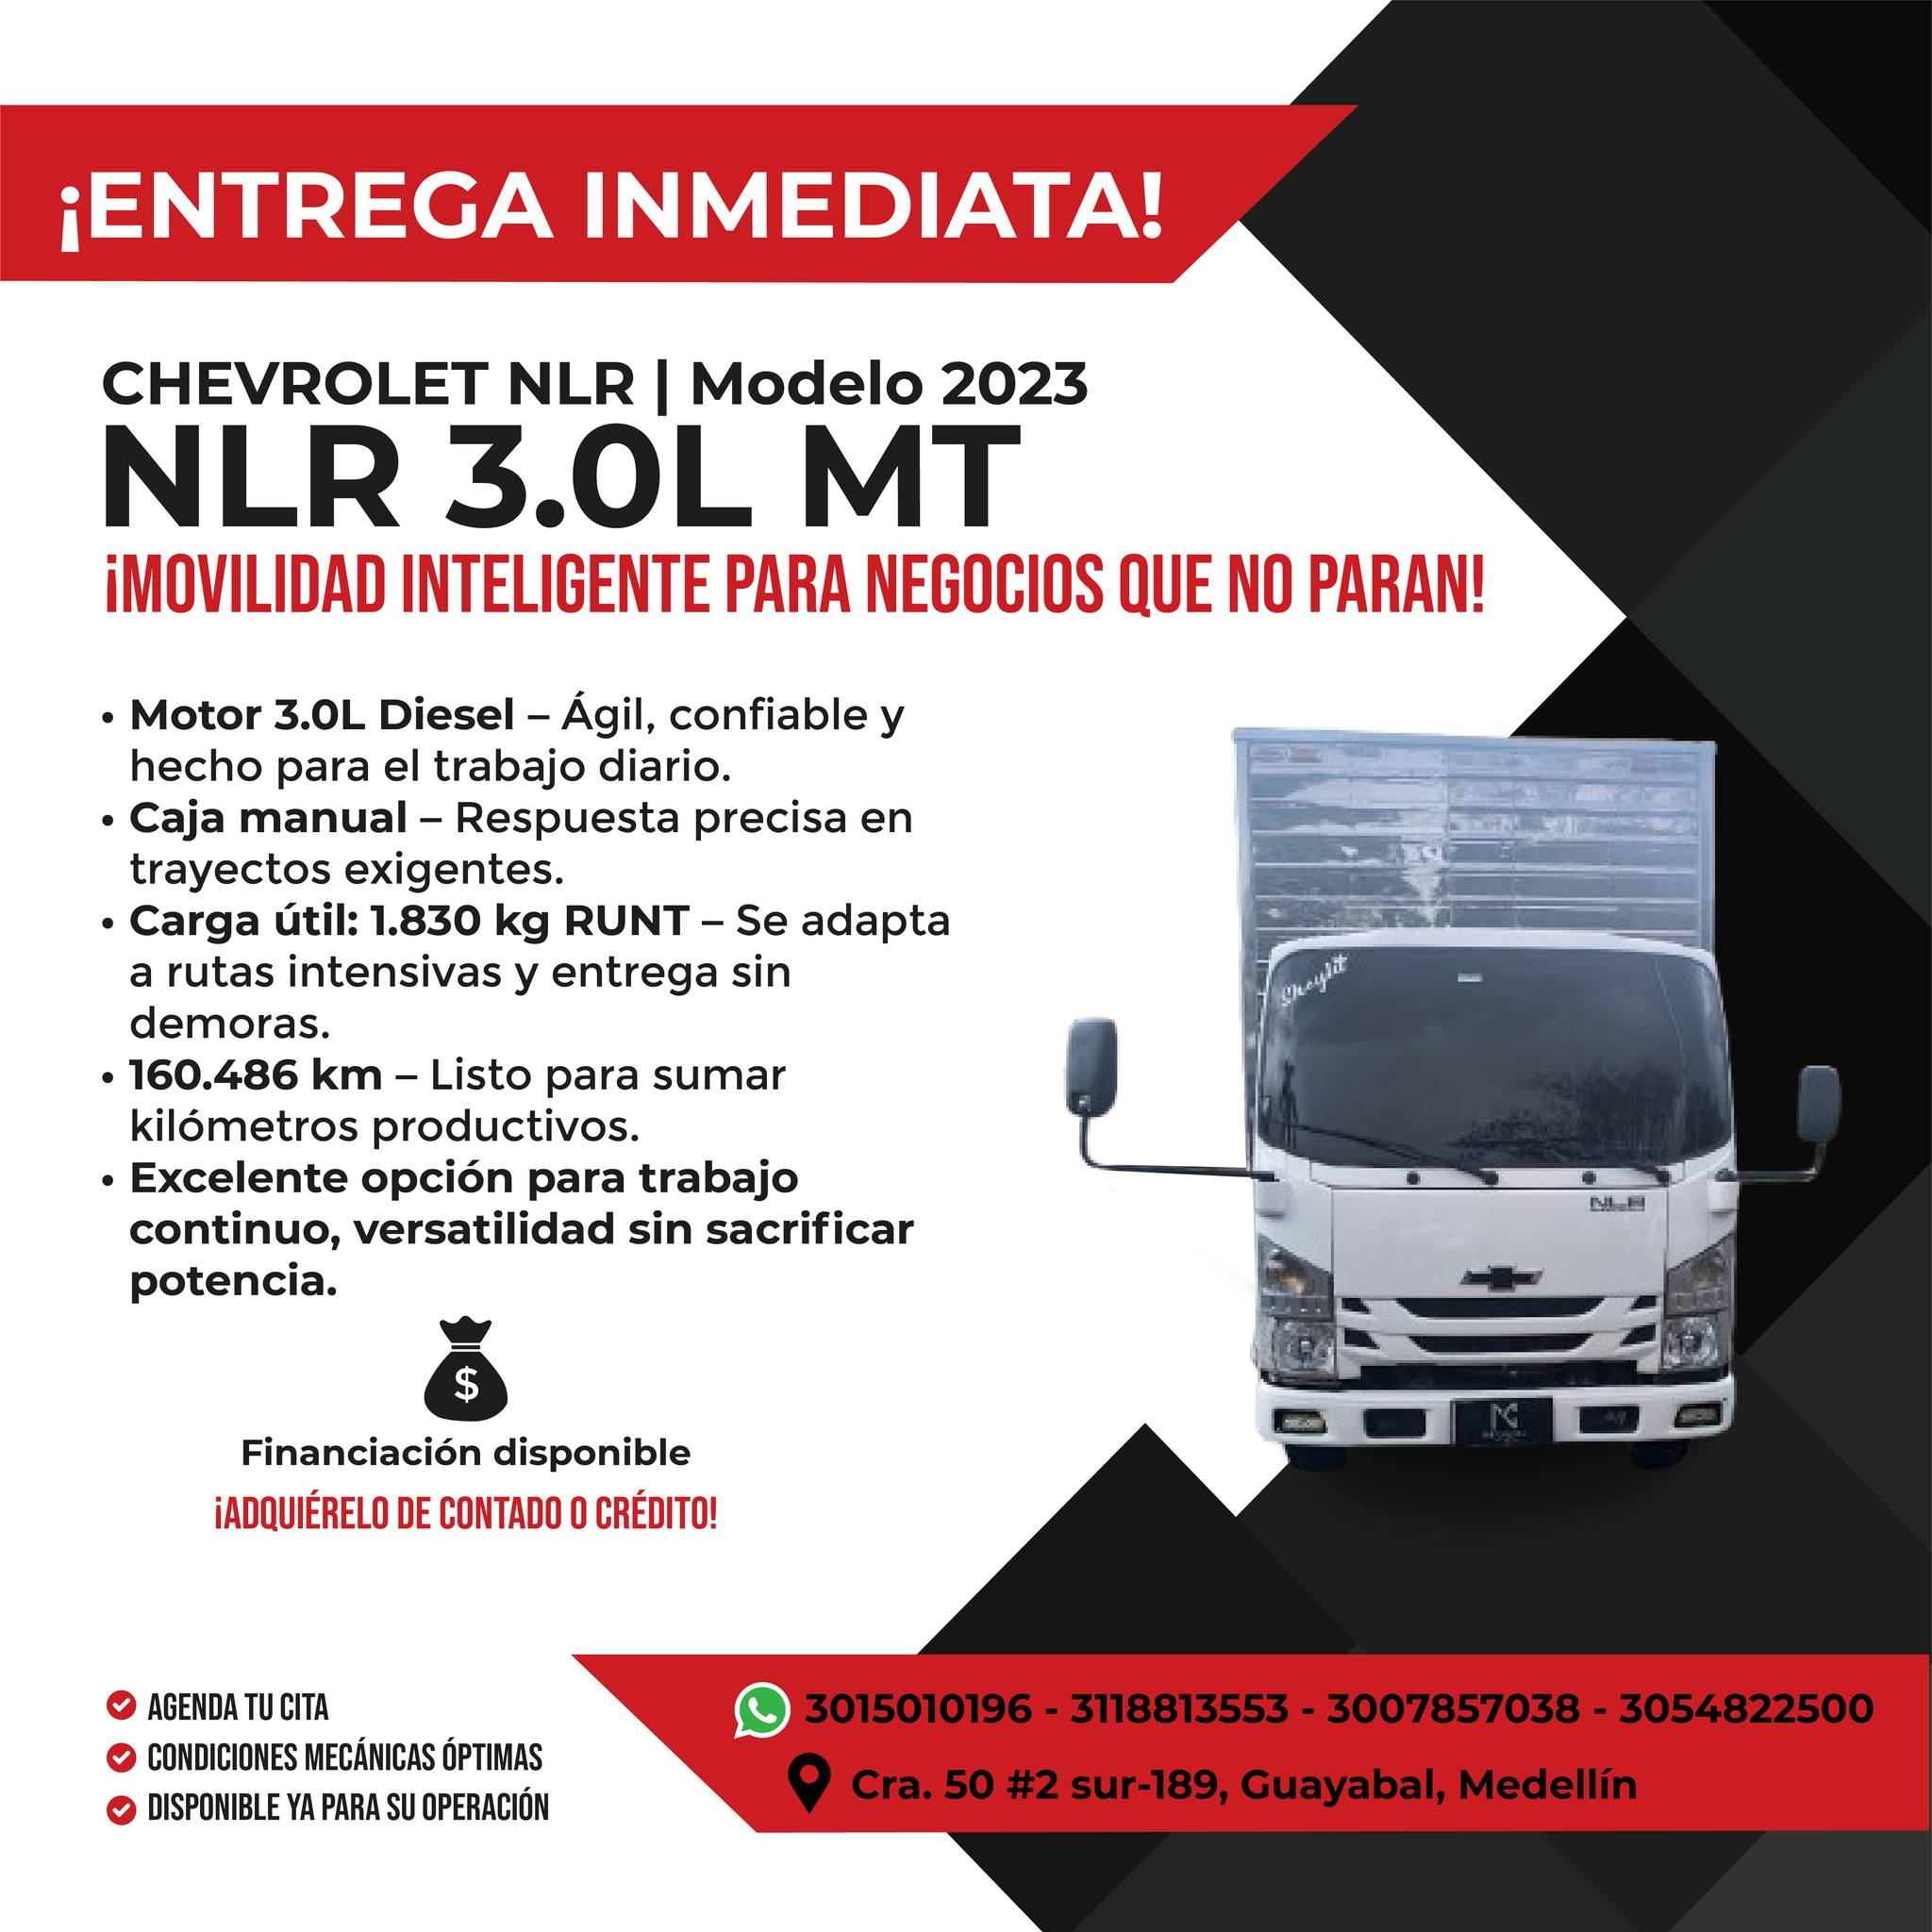 ¡ENTREGA INMEDIATA!
CHEVROLET NLR | Modelo 2023
NLR 3.0L MT
¡MOVILIDAD INTELIGENTE PARA NEGOCIOS QUE NO PARAN!
• Motor 3.0L Diesel – Ágil, confiable y
hecho para el trabajo diario.
• Caja manual – Respuesta precisa en
trayectos exigentes.
• Carga útil: 1.830 kg RUNT – Se adapta
a rutas intensivas y entrega sin
demoras.
• 160.486 km – Listo para sumar
kilómetros productivos.
• Excelente opción para trabajo
continuo, versatilidad sin sacrificar
potencia.
$
Financiación disponible
¡ADQUIÉRELO DE CONTADO O CRÉDITO!
NLR
AGENDA TU CITA
CONDICIONES MECÁNICAS ÓPTIMAS
DISPONIBLE YA PARA SU OPERACIÓN
3015010196 - 3118813553 - 3007857038 - 3054822500
Cra. 50 #2 sur-189, Guayabal, Medellín